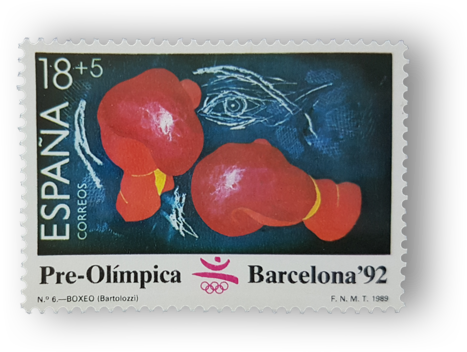 18+5
ESPAÑA
CORREOS
Pre-Olímpica Barcelona'92
N.º 6.—BOXEO (Bartolozzi) F. N. M. T. 1989